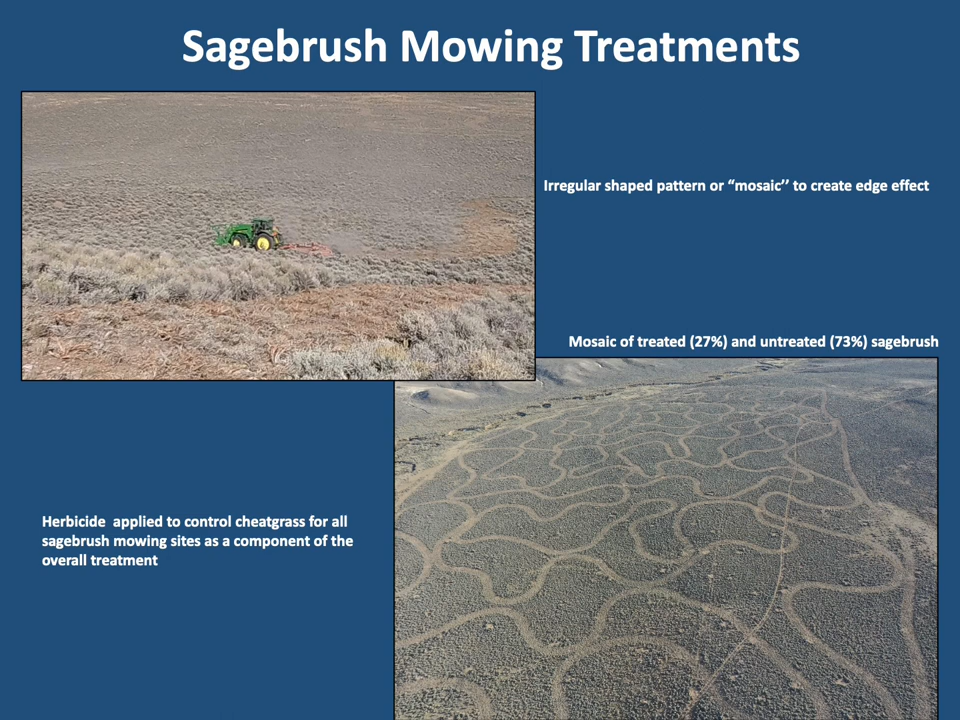 Sagebrush Mowing Treatments
Irregular shaped pattern or “mosaic’’ to create edge effect
Mosaic of treated (27%) and untreated (73%) sagebrush
Herbicide  applied to control cheatgrass for all
sagebrush mowing sites as a component of the
overall treatment